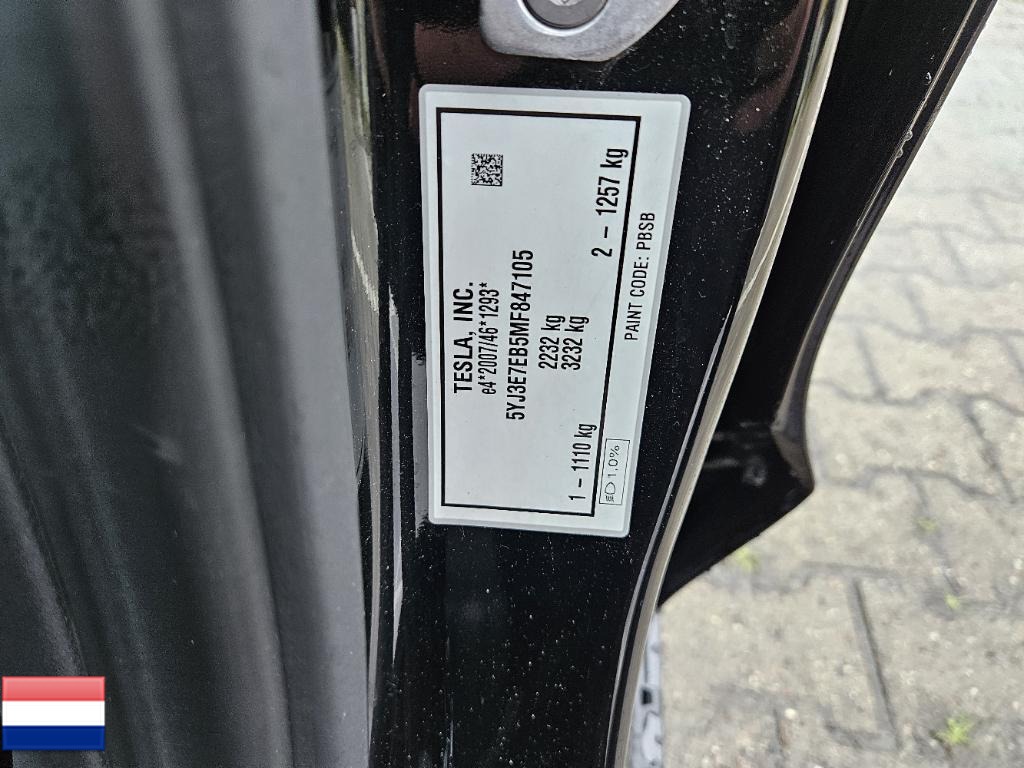 TESLA, INC.
e4*2007/46*1293*
5YJ3E7EB5MF847105
2232 kg
3232 kg
1 – 1110 kg
2 – 1257 kg
1.0%
PAINT CODE: PBSB